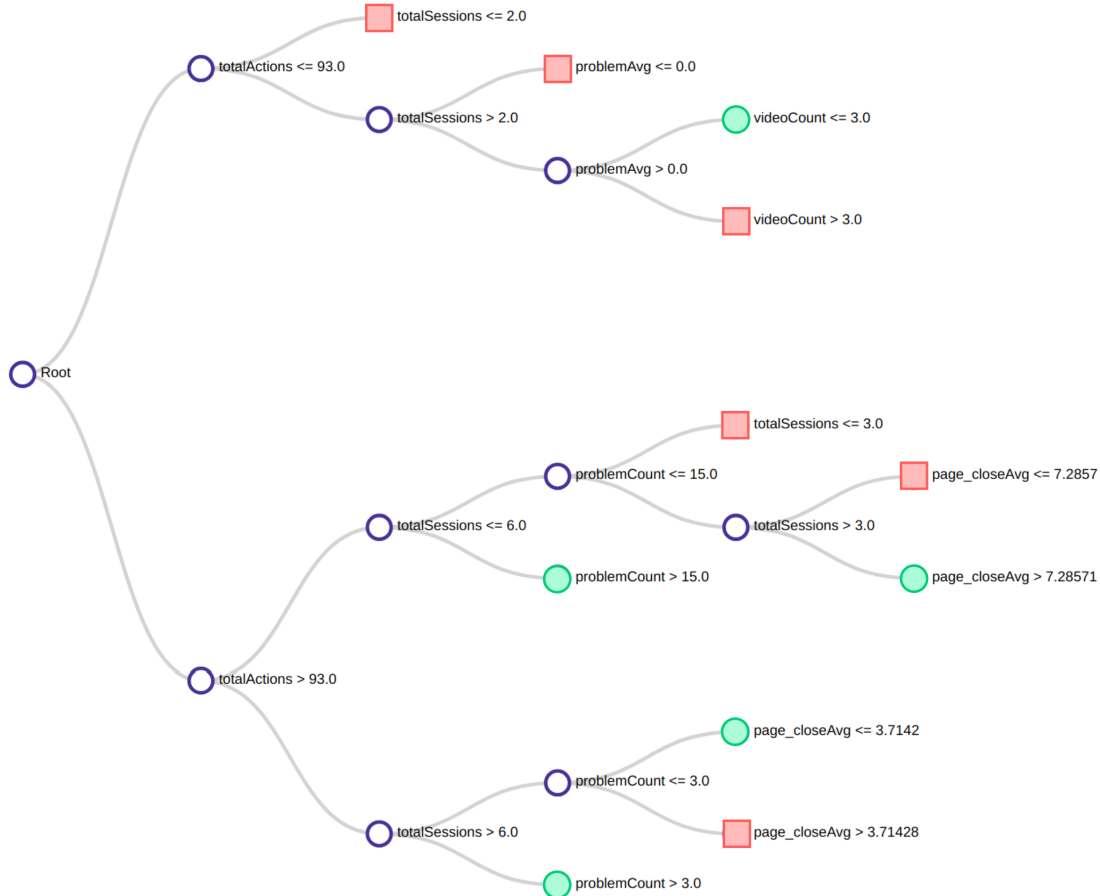 totalSessions <= 2.0
totalActions <= 93.0
problemAvg <= 0.0
totalSessions > 2.0
videoCount <= 3.0
problemAvg > 0.0
videoCount > 3.0
Root
totalSessions <= 3.0
problemCount <= 15.0
page_closeAvg <= 7.2857
totalSessions <= 6.0
totalSessions > 3.0
problemCount > 15.0
page_closeAvg > 7.28571
totalActions > 93.0
page_closeAvg <= 3.7142
problemCount <= 3.0
totalSessions > 6.0
page_closeAvg > 3.71428
problemCount > 3.0